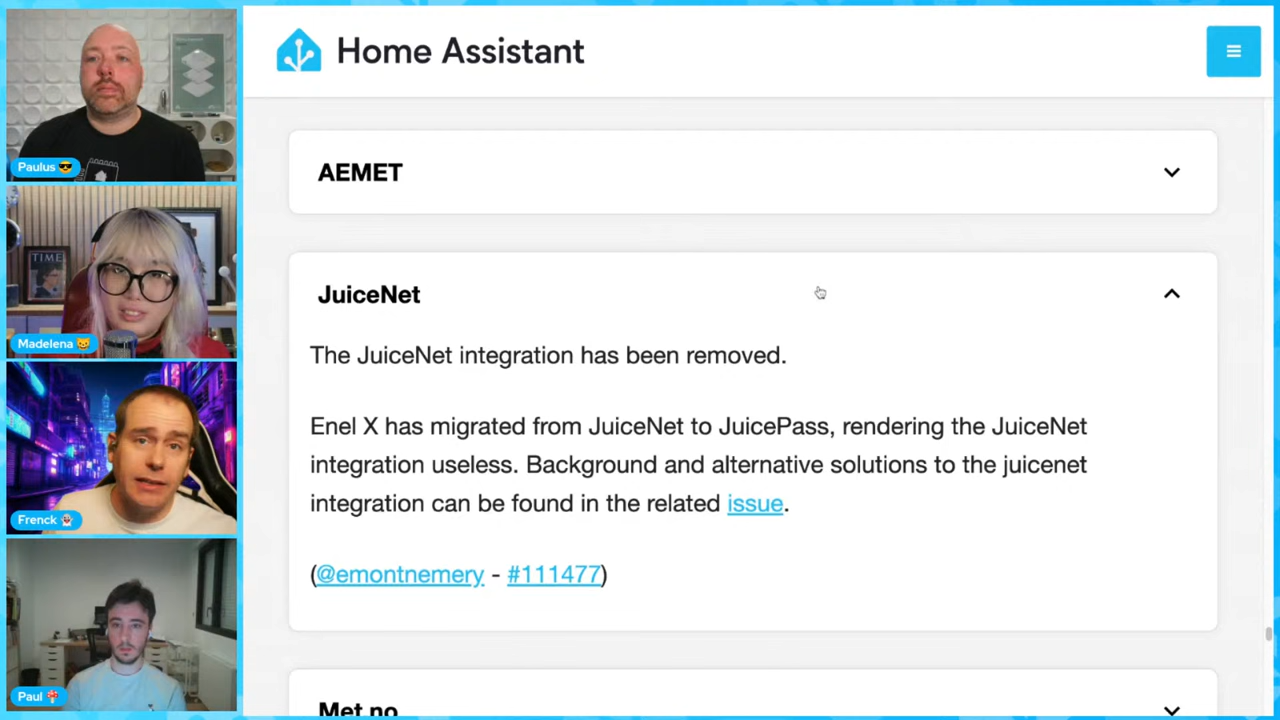 Paulus 😎
TIME
Madelena 😺
Frenck 👻
Paul 🍄
Home Assistant
AEMET
JuiceNet
The JuiceNet integration has been removed.
Enel X has migrated from JuiceNet to JuicePass, rendering the JuiceNet
integration useless. Background and alternative solutions to the juicenet
integration can be found in the related issue.
(@emontnemery - #111477)
Met no